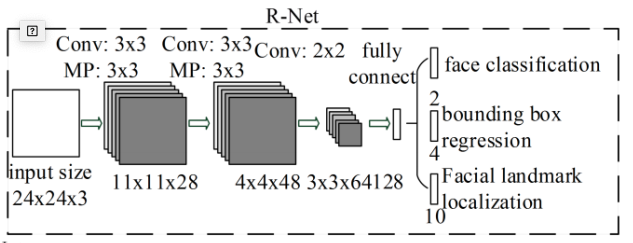 R-Net
Conv: 3x3
MP: 3x3
Conv: 3x3
MP: 3x3
Conv: 2x2
fully
connect
input size
24x24x3
11x11x28
4x4x48
3x3x64
128
face classification
2
bounding box
regression
4
Facial landmark
localization
10